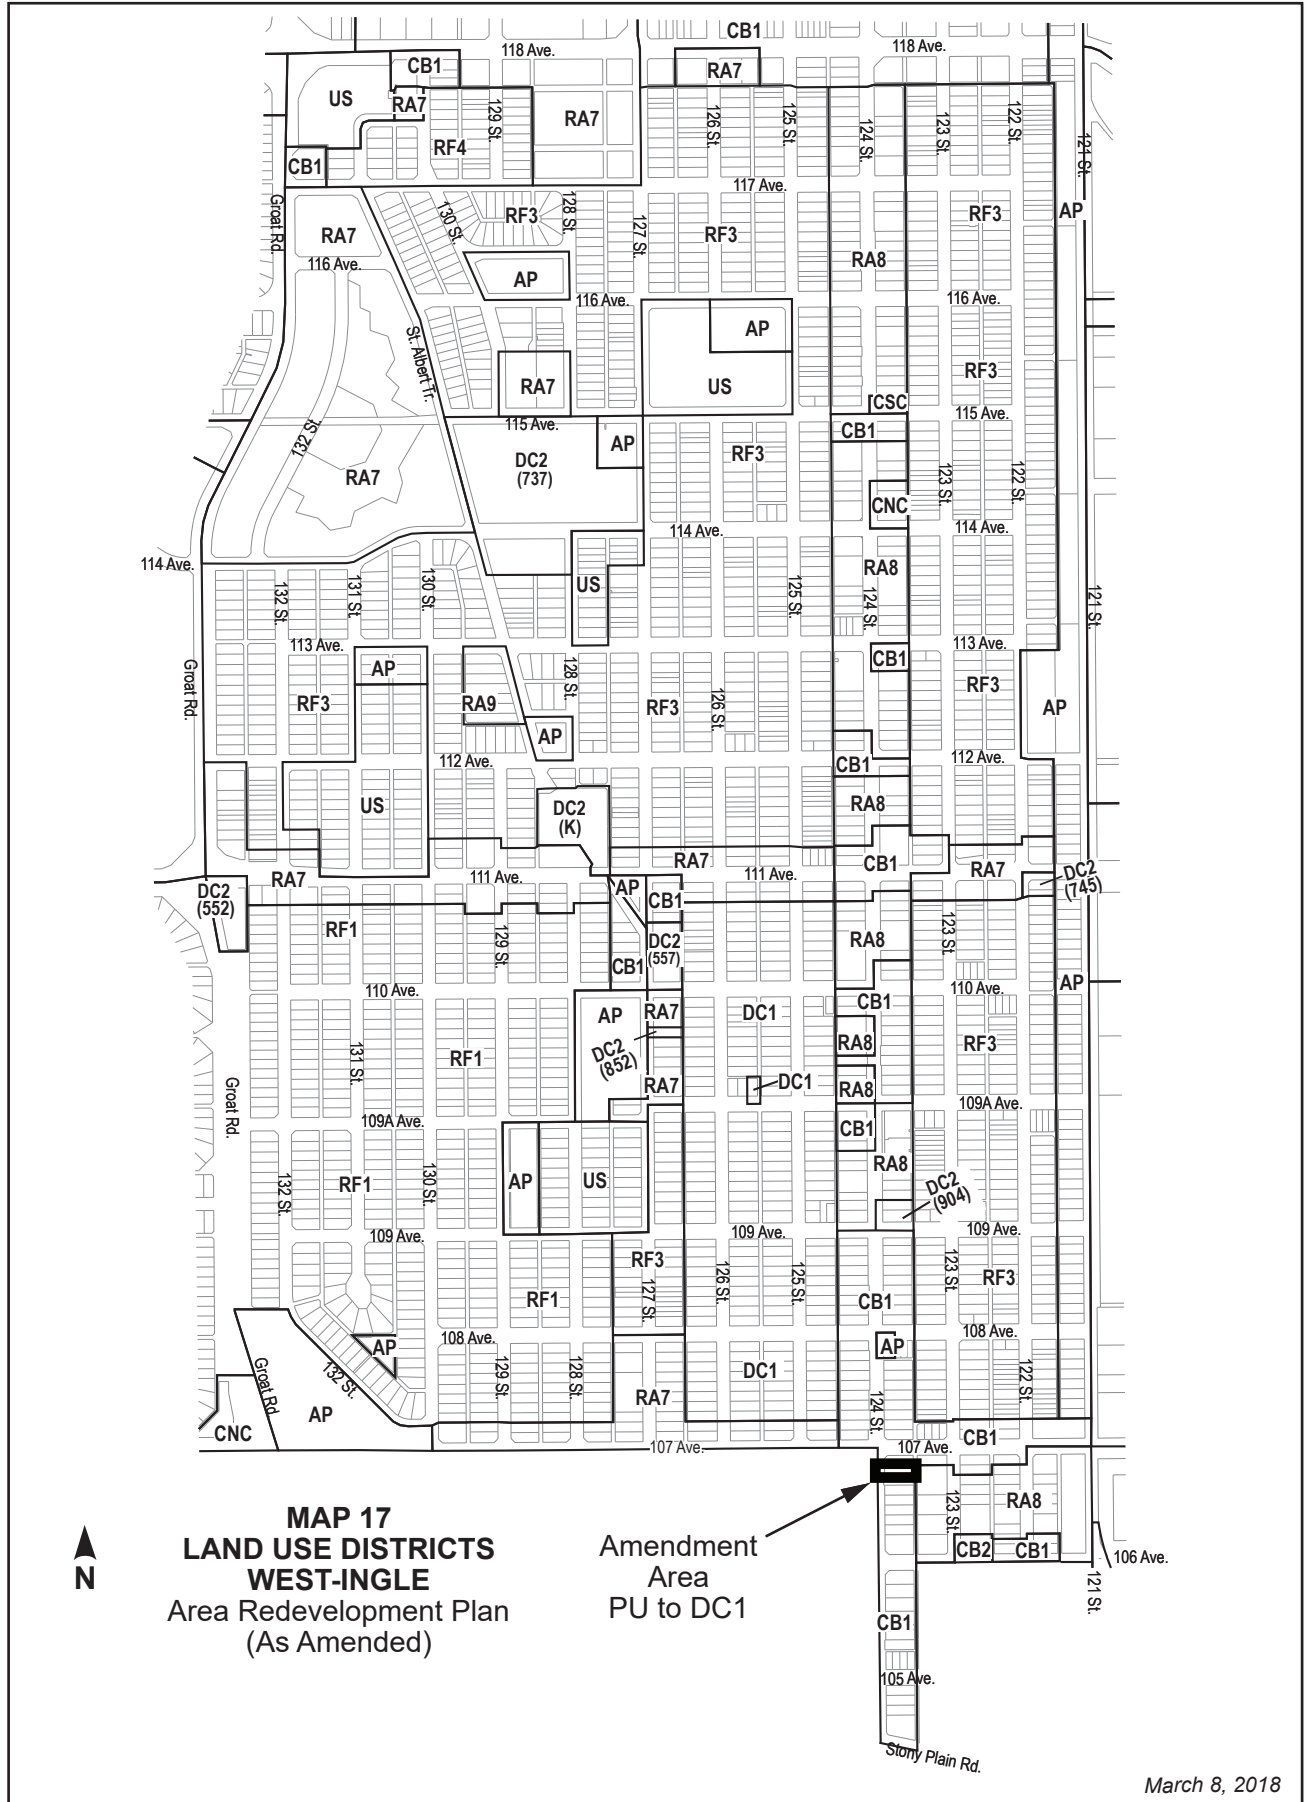 CB1
118 Ave.
118 Ave.
CB1
RA7
US
RA7
129 St.
RA7
126 St.
125 St.
124 St.
123 St.
122 St.
121 St.
RF4
CB1
117 Ave.
Groat Rd.
RA7
130 St.
RF3
128 St.
127 St.
RF3
RF3
AP
116 Ave.
AP
RA8
116 Ave.
116 Ave.
St. Albert Tr.
AP
RA7
US
RF3
[CSC
115 Ave.
115 Ave.
132 St.
AP
CB1
DC2
(737)
RF3
RA7
123 St.
122 St.
CNC
114 Ave.
114 Ave.
114 Ave.
132 St.
131 St.
130 St.
US
125 St.
RA8
124 St.
121 St.
113 Ave.
113 Ave.
Groat Rd.
AP
128 St.
CB1
RF3
RF3
RA9
RF3
126 St.
AP
AP
112 Ave.
CB1
112 Ave.
US
DC2
(K)
RA8
RA7
CB1
RA7
DC2
(745)
DC2
(552)
RA7
111 Ave.
AP
111 Ave.
CB1
RF1
129 St.
DC2
(557)
RA8
123 St.
CB1
AP
110 Ave.
110 Ave.
AP
RA7
DC1
CB1
131 St.
RF1
DC2
(852)
RA8
RF3
Groat Rd.
RA7
DC1
RA8
109A Ave.
109A Ave.
CB1
132 St.
RF1
130 St.
AP
US
RA8
DC2
(904)
109 Ave.
109 Ave.
109 Ave.
RF3
RF1
127 St.
126 St.
125 St.
CB1
123 St.
RF3
108 Ave.
108 Ave.
AP
AP
Groat Rd.
132 St.
129 St.
128 St.
RA7
DC1
124 St.
122 St.
AP
CNC
107 Ave.
107 Ave.
CB1
RA8
123 St.
CB2
CB1
106 Ave.
121 St.
CB1
105 Ave.
Stony Plain Rd.
N
MAP 17
LAND USE DISTRICTS
WEST-INGLE
Area Redevelopment Plan
(As Amended)
Amendment
Area
PU to DC1
March 8, 2018